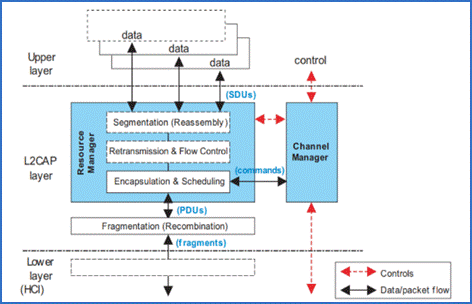 data
Upper
layer
data
data
control
(SDUs)
L2CAP
layer
Resource
Manager
Segmentation (Reassembly)
Retransmission & Flow Control
Encapsulation & Scheduling
Channel
Manager
(commands)
(PDUs)
Fragmentation (Recombination)
(fragments)
Lower
layer
(HCI)
Controls
Data/packet flow